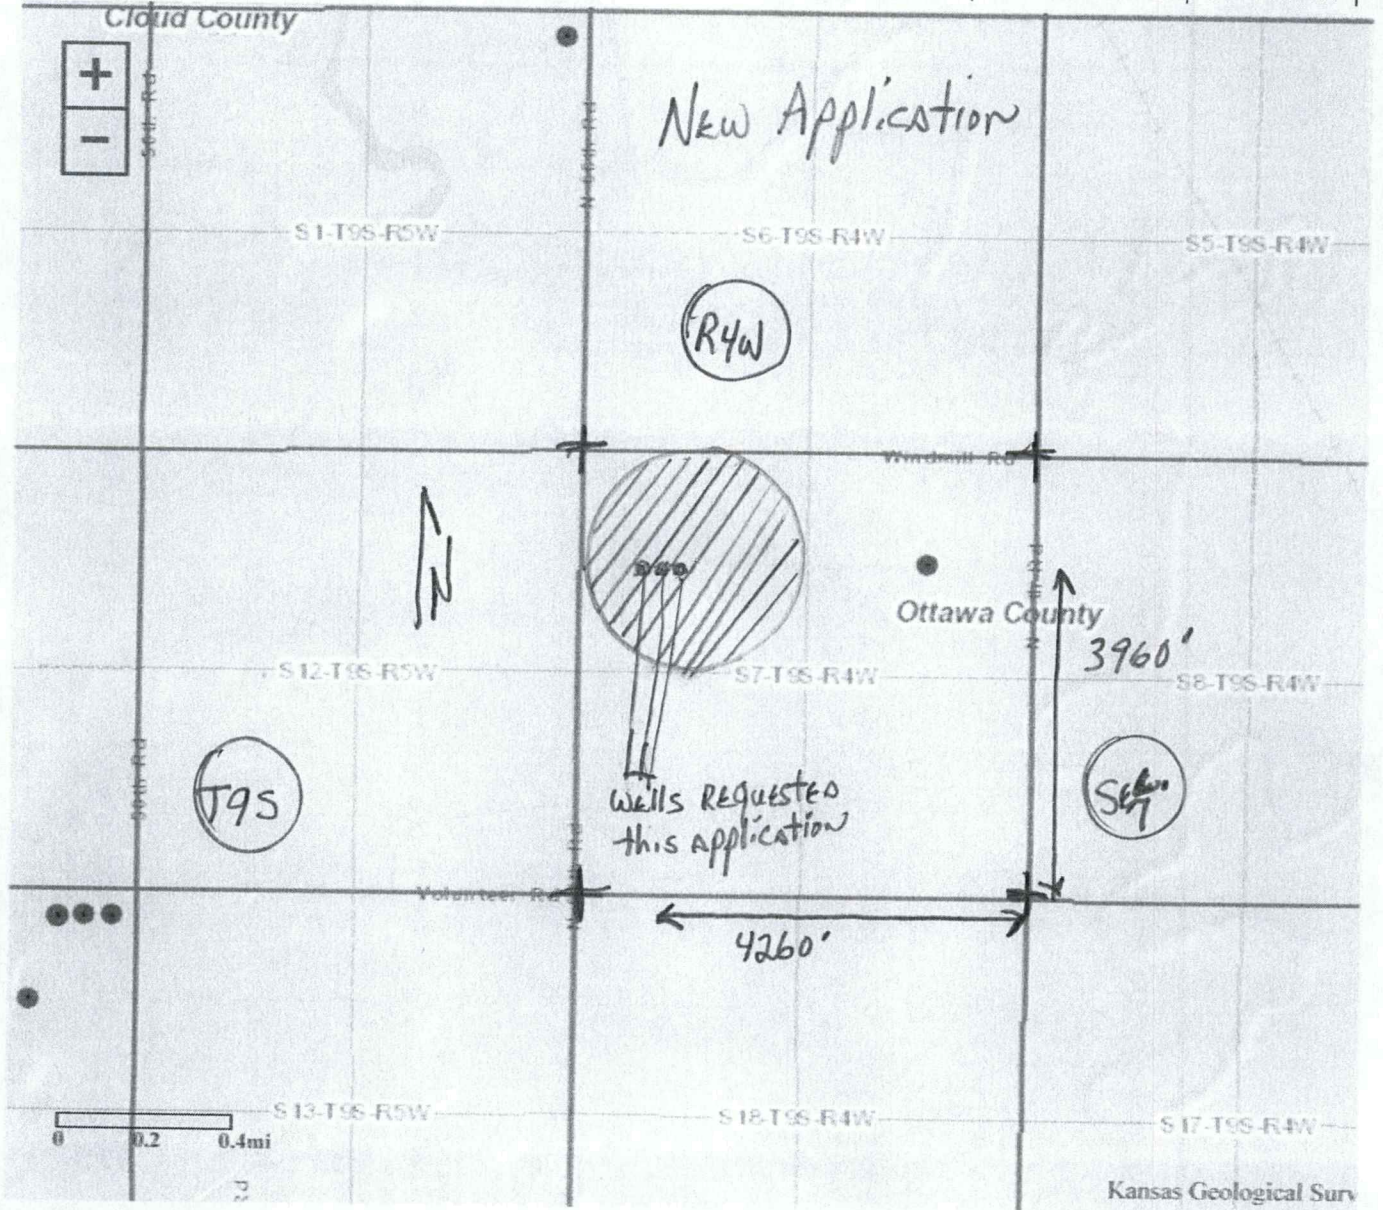 Cloud County
+
−
New Application
S1-T9S-R5W
S6-T9S-R4W
S5-T9S-R4W
R4W
Windmill Rd
N
Ottawa County
3960'
S12-T9S-R5W
S7-T9S-R4W
S8-T9S-R4W
T9S
Wells Requested
this application
Volunteer Rd
4260'
S13-T9S-R5W
S18-T9S-R4W
S17-T9S-R4W
0 0.2 0.4mi
Kansas Geological Surv